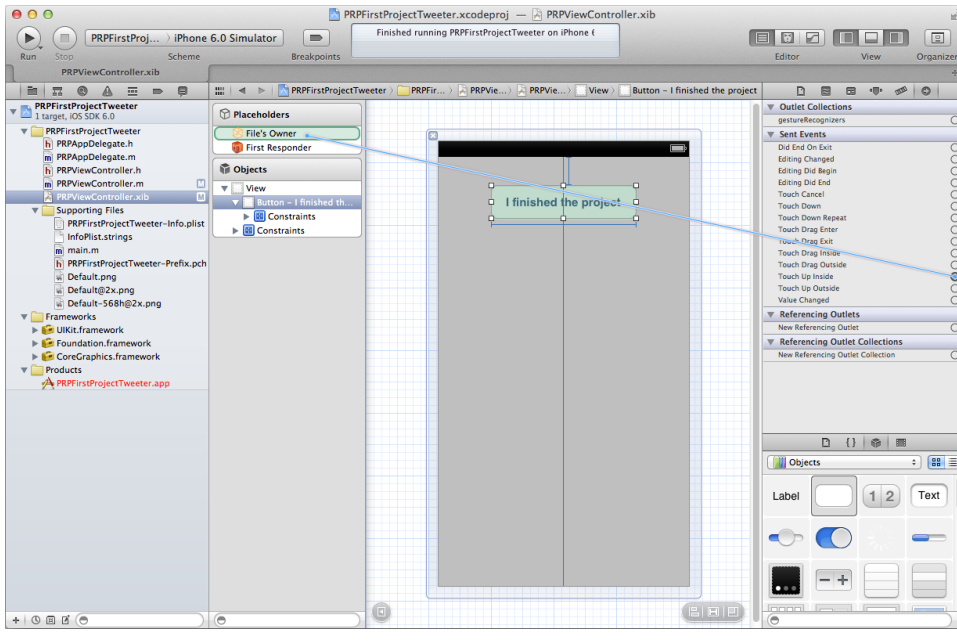 PRPFirstProjectTweeter.xcodeproj — PRPViewController.xib
PRPFirstProj... iPhone 6.0 Simulator
Finished running PRPFirstProjectTweeter on iPhone 6
Run Stop Scheme Breakpoints Editor View Organizer
PRPViewController.xib
PRPFirstProjectTweeter PRPFir... PRPVie... PRPVie... View Button – I finished the project
PRPFirstProjectTweeter
1 target, iOS SDK 6.0
PRPFirstProjectTweeter
PRPAppDelegate.h
PRPAppDelegate.m
PRPViewController.h
PRPViewController.m M
PRPViewController.xib M
Supporting Files
PRPFirstProjectTweeter-Info.plist
InfoPlist.strings
main.m
PRPFirstProjectTweeter-Prefix.pch
Default.png
Default@2x.png
Default-568h@2x.png
Frameworks
UIKit.framework
Foundation.framework
CoreGraphics.framework
Products
PRPFirstProjectTweeter.app
Placeholders
File's Owner
First Responder
Objects
View
Button – I finished th...
Constraints
Constraints
I finished the project
Outlet Collections
gestureRecognizers
Sent Events
Did End On Exit
Editing Changed
Editing Did Begin
Editing Did End
Touch Cancel
Touch Down
Touch Down Repeat
Touch Drag Enter
Touch Drag Exit
Touch Drag Inside
Touch Drag Outside
Touch Up Inside
Touch Up Outside
Value Changed
Referencing Outlets
New Referencing Outlet
Referencing Outlet Collections
New Referencing Outlet Collection
{ }
Objects
Label 1 2 Text